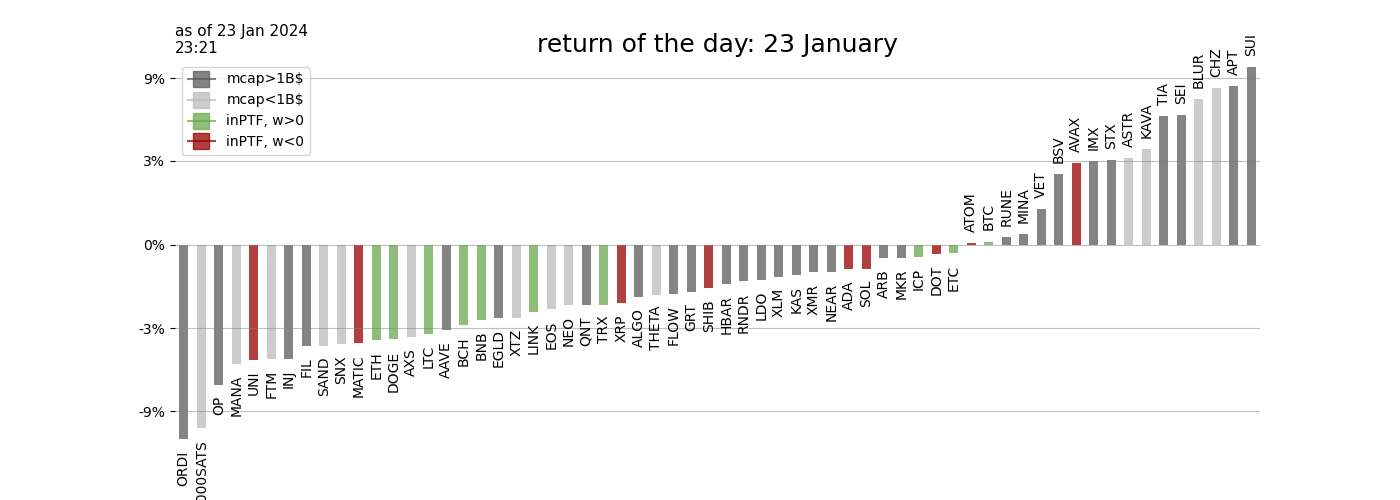 as of 23 Jan 2024
23:21
return of the day: 23 January
mcap>1B$
mcap<1B$
inPTF, w>0
inPTF, w<0
9%
3%
0%
-3%
-9%
ORDI
000SATS
OP
MANA
UNI
FTM
INJ
FIL
SAND
SNX
MATIC
ETH
DOGE
AXS
LTC
AAVE
BCH
BNB
EGLD
XTZ
LINK
EOS
NEO
QNT
TRX
XRP
ALGO
THETA
FLOW
GRT
SHIB
HBAR
RNDR
LDO
XLM
KAS
XMR
NEAR
ADA
SOL
ARB
MKR
ICP
DOT
ETC
ATOM
BTC
RUNE
MINA
VET
BSV
AVAX
IMX
STX
ASTR
KAVA
TIA
SEI
BLUR
CHZ
APT
SUI